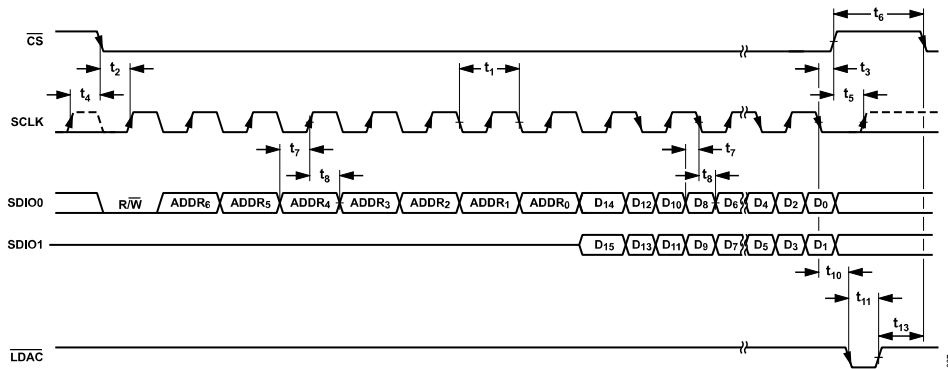 t6
CS
t2
t1
t3
t4
t5
SCLK
t7
t7
t8
t8
SDIO0
R/W
ADDR6
ADDR5
ADDR4
ADDR3
ADDR2
ADDR1
ADDR0
D14
D12
D10
D8
D6
D4
D2
D0
SDIO1
D15
D13
D11
D9
D7
D5
D3
D1
t10
t11
t13
LDAC